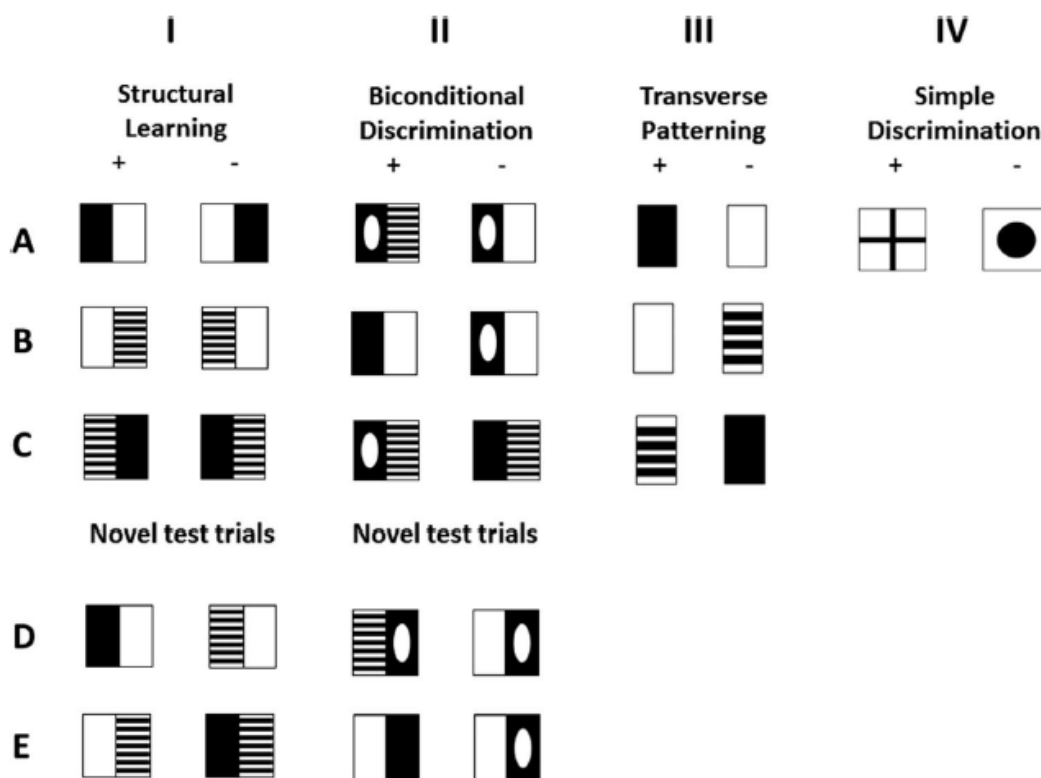 I II III IV
Structural Biconditional Transverse Simple
Learning Discrimination Patterning Discrimination
+ - + - + - + -
A
B
C
Novel test trials Novel test trials
D
E